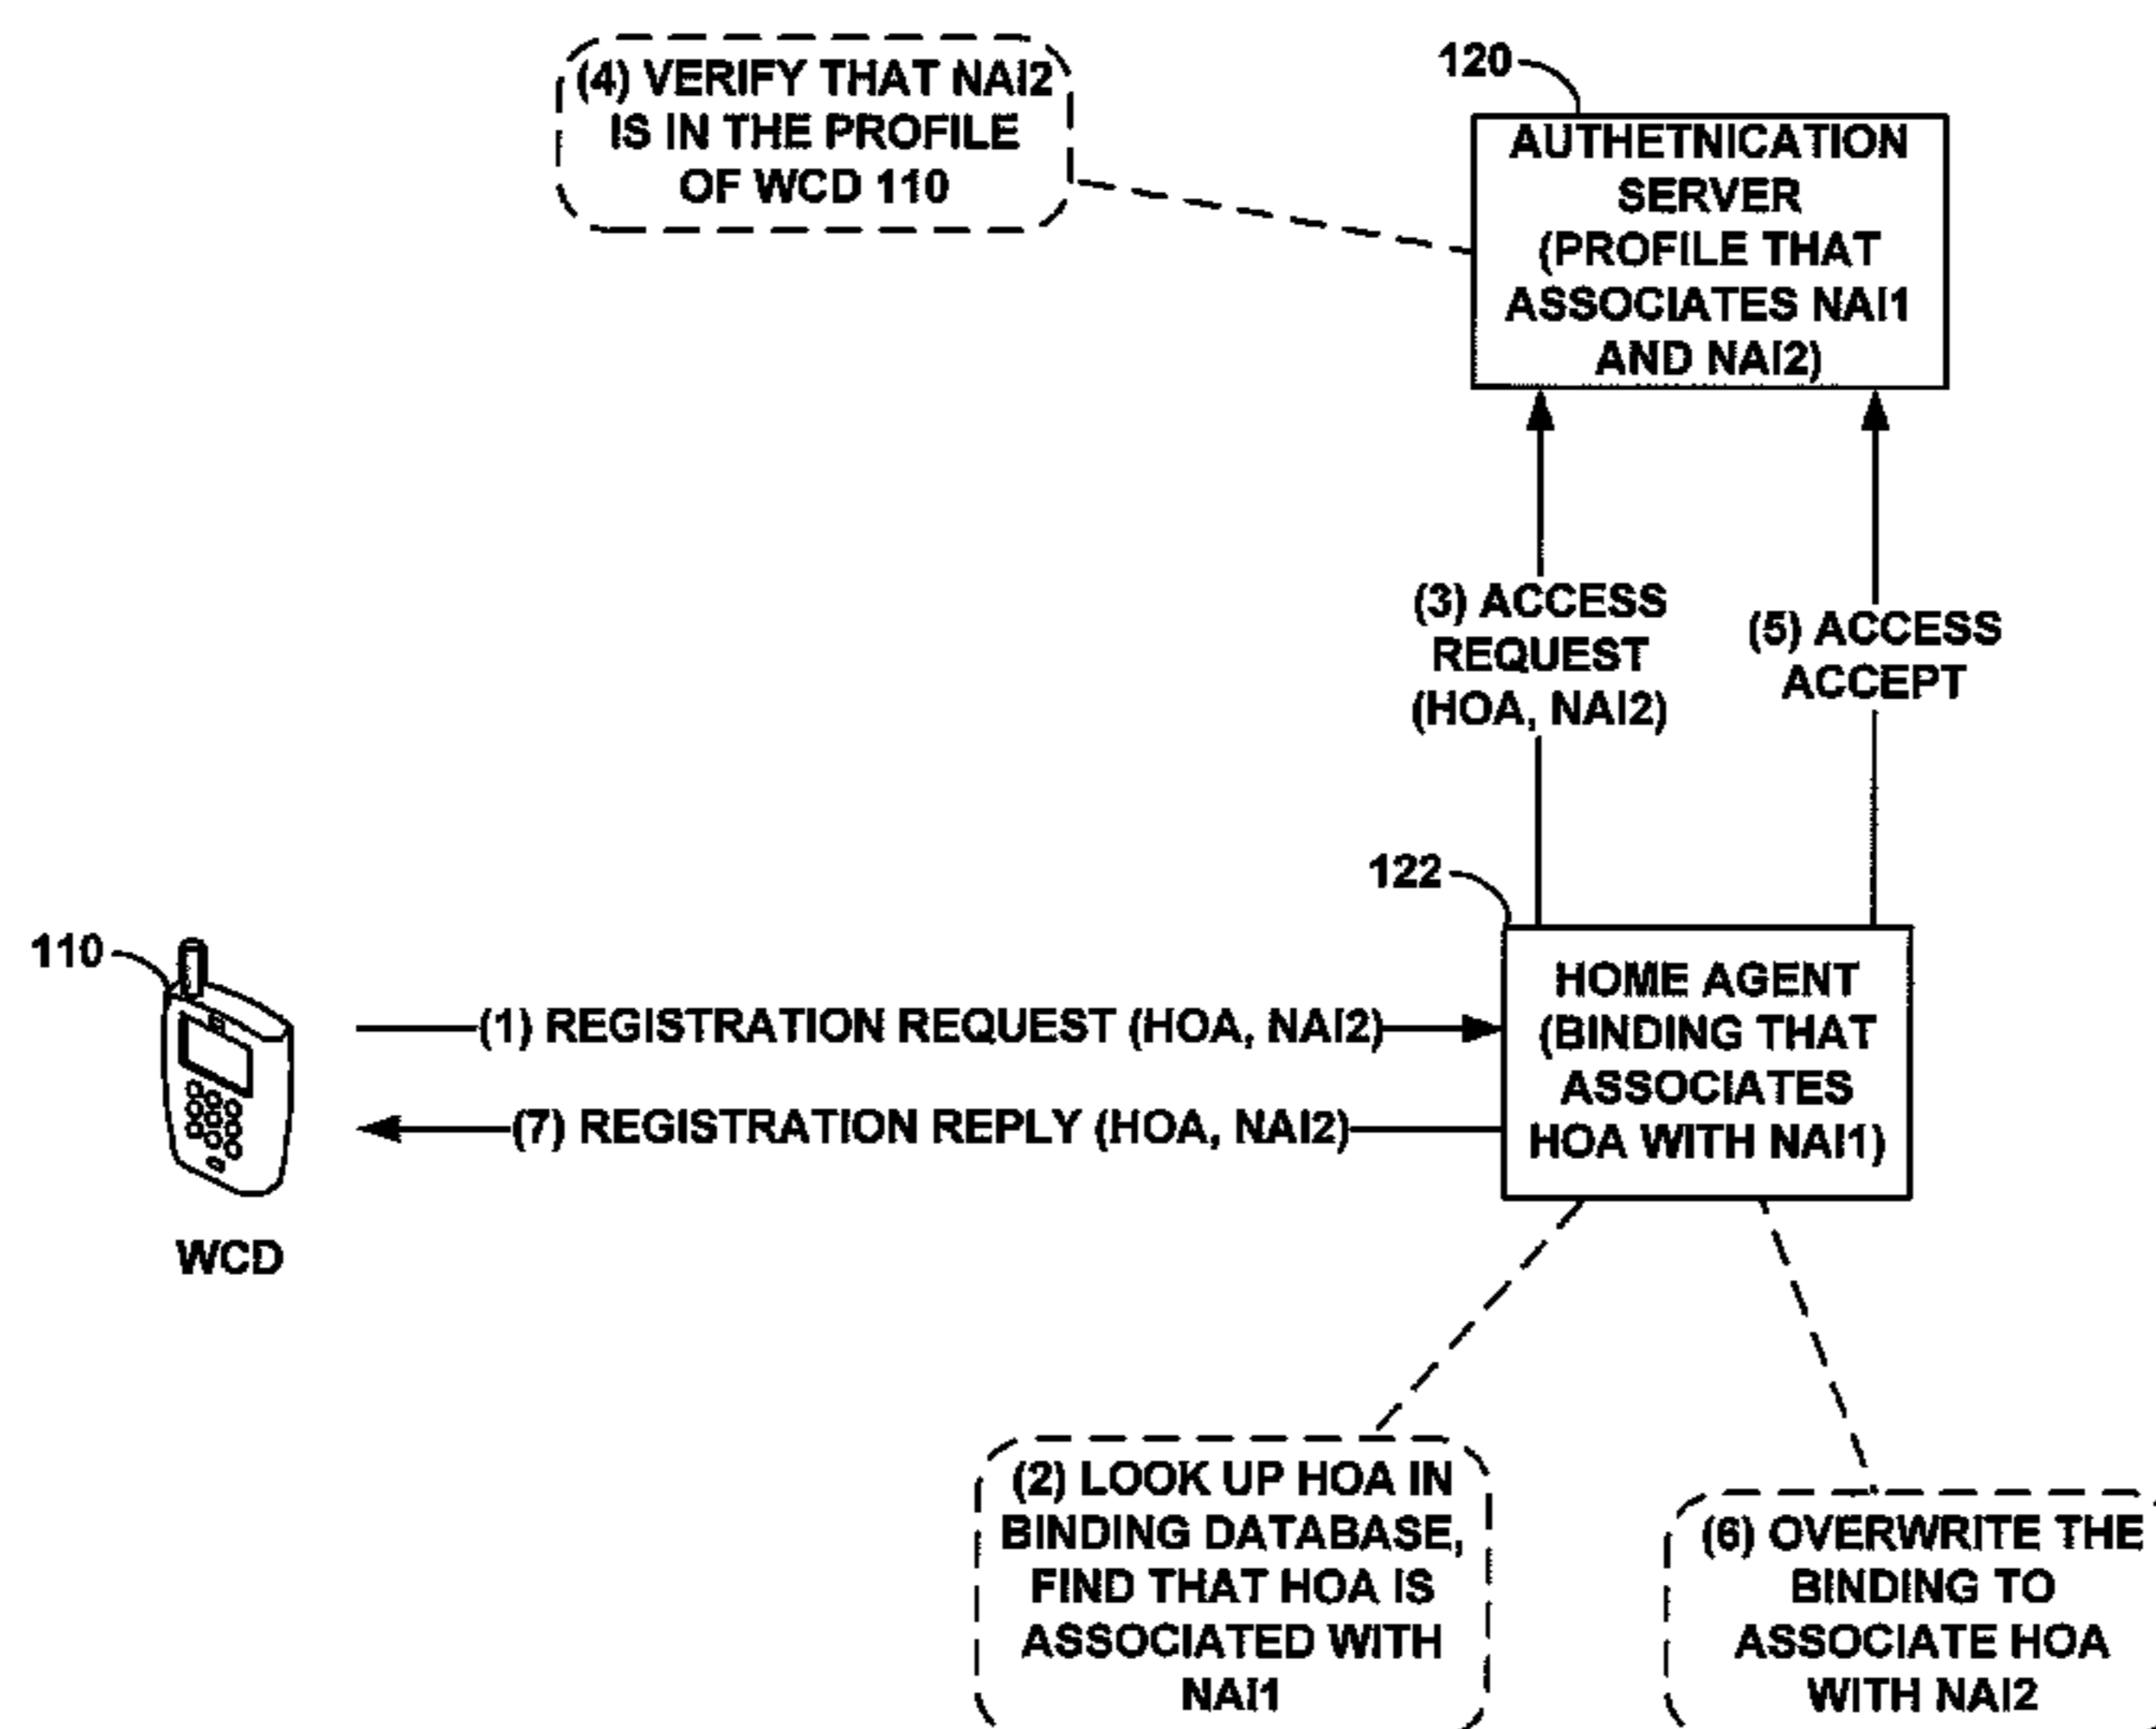 (4) VERIFY THAT NAI2
IS IN THE PROFILE
OF WCD 110
120
AUTHETNICATION
SERVER
(PROFILE THAT
ASSOCIATES NAI1
AND NAI2)
(3) ACCESS
REQUEST
(HOA, NAI2)
(5) ACCESS
ACCEPT
122
HOME AGENT
(BINDING THAT
ASSOCIATES
HOA WITH NAI1)
110
(1) REGISTRATION REQUEST (HOA, NAI2)
(7) REGISTRATION REPLY (HOA, NAI2)
WCD
(2) LOOK UP HOA IN
BINDING DATABASE,
FIND THAT HOA IS
ASSOCIATED WITH
NAI1
(6) OVERWRITE THE
BINDING TO
ASSOCIATE HOA
WITH NAI2